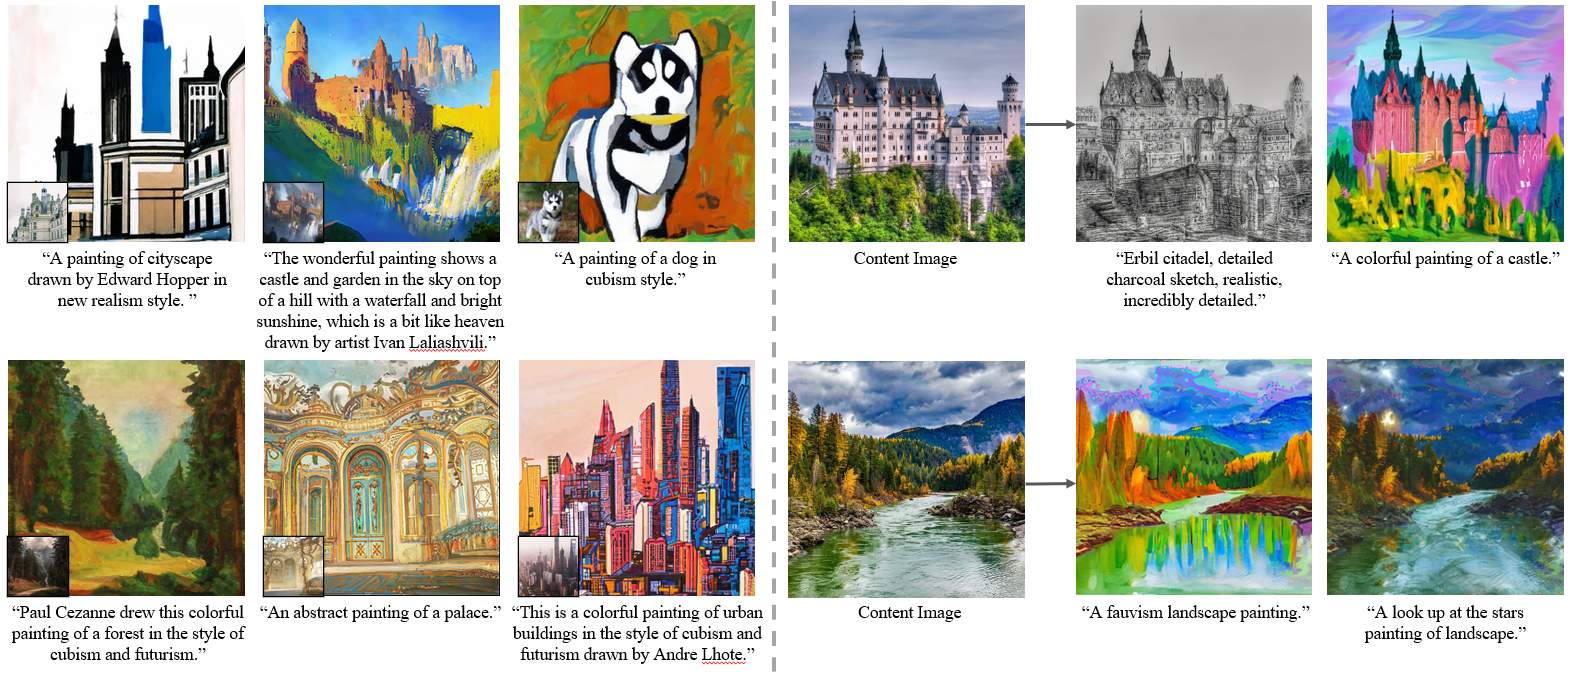 “A painting of cityscape
drawn by Edward Hopper in
new realism style. ”
“The wonderful painting shows a
castle and garden in the sky on top
of a hill with a waterfall and bright
sunshine, which is a bit like heaven
drawn by artist Ivan Laliashvili.”
“A painting of a dog in
cubism style.”
Content Image
“Erbil citadel, detailed
charcoal sketch, realistic,
incredibly detailed.”
“A colorful painting of a castle.”
“Paul Cezanne drew this colorful
painting of a forest in the style of
cubism and futurism.”
“An abstract painting of a palace.”
“This is a colorful painting of urban
buildings in the style of cubism and
futurism drawn by Andre Lhote.”
Content Image
“A fauvism landscape painting.”
“A look up at the stars
painting of landscape.”